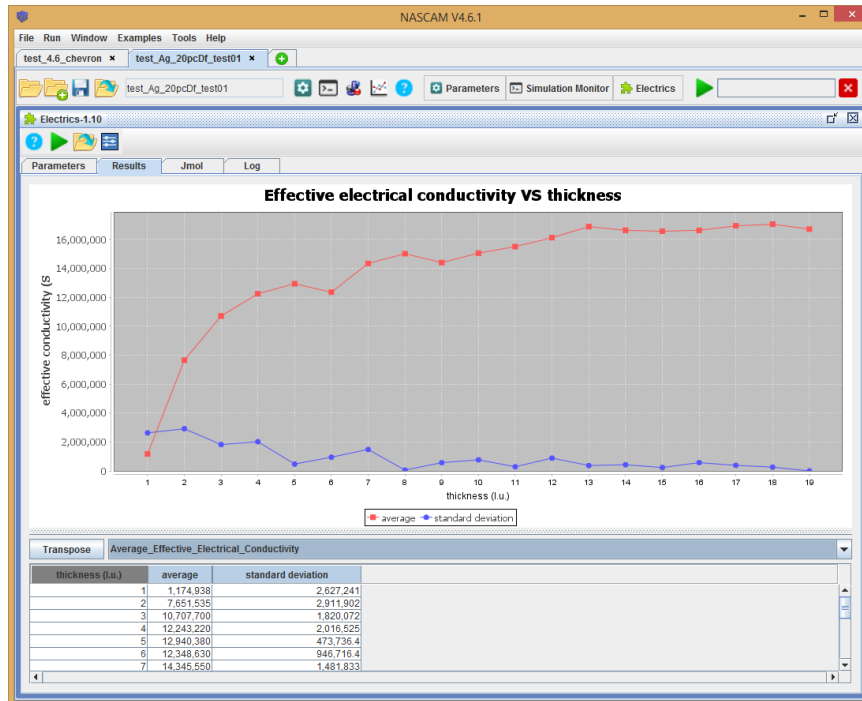 NASCAM V4.6.1
File Run Window Examples Tools Help
test_4.6_chevron × test_Ag_20pcDf_test01 ×
test_Ag_20pcDf_test01 Parameters Simulation Monitor Electrics
Electrics-1.10
Parameters Results Jmol Log
Effective electrical conductivity VS thickness
effective conductivity (S
16,000,000
14,000,000
12,000,000
10,000,000
8,000,000
6,000,000
4,000,000
2,000,000
0
1 2 3 4 5 6 7 8 9 10 11 12 13 14 15 16 17 18 19
thickness (l.u.)
average standard deviation
Transpose Average_Effective_Electrical_Conductivity
thickness (l.u.) average standard deviation
1 1,174,938 2,627,241
2 7,651,535 2,911,902
3 10,707,700 1,820,072
4 12,243,220 2,016,525
5 12,940,380 473,736.4
6 12,348,630 946,716.4
7 14,345,550 1,481,833